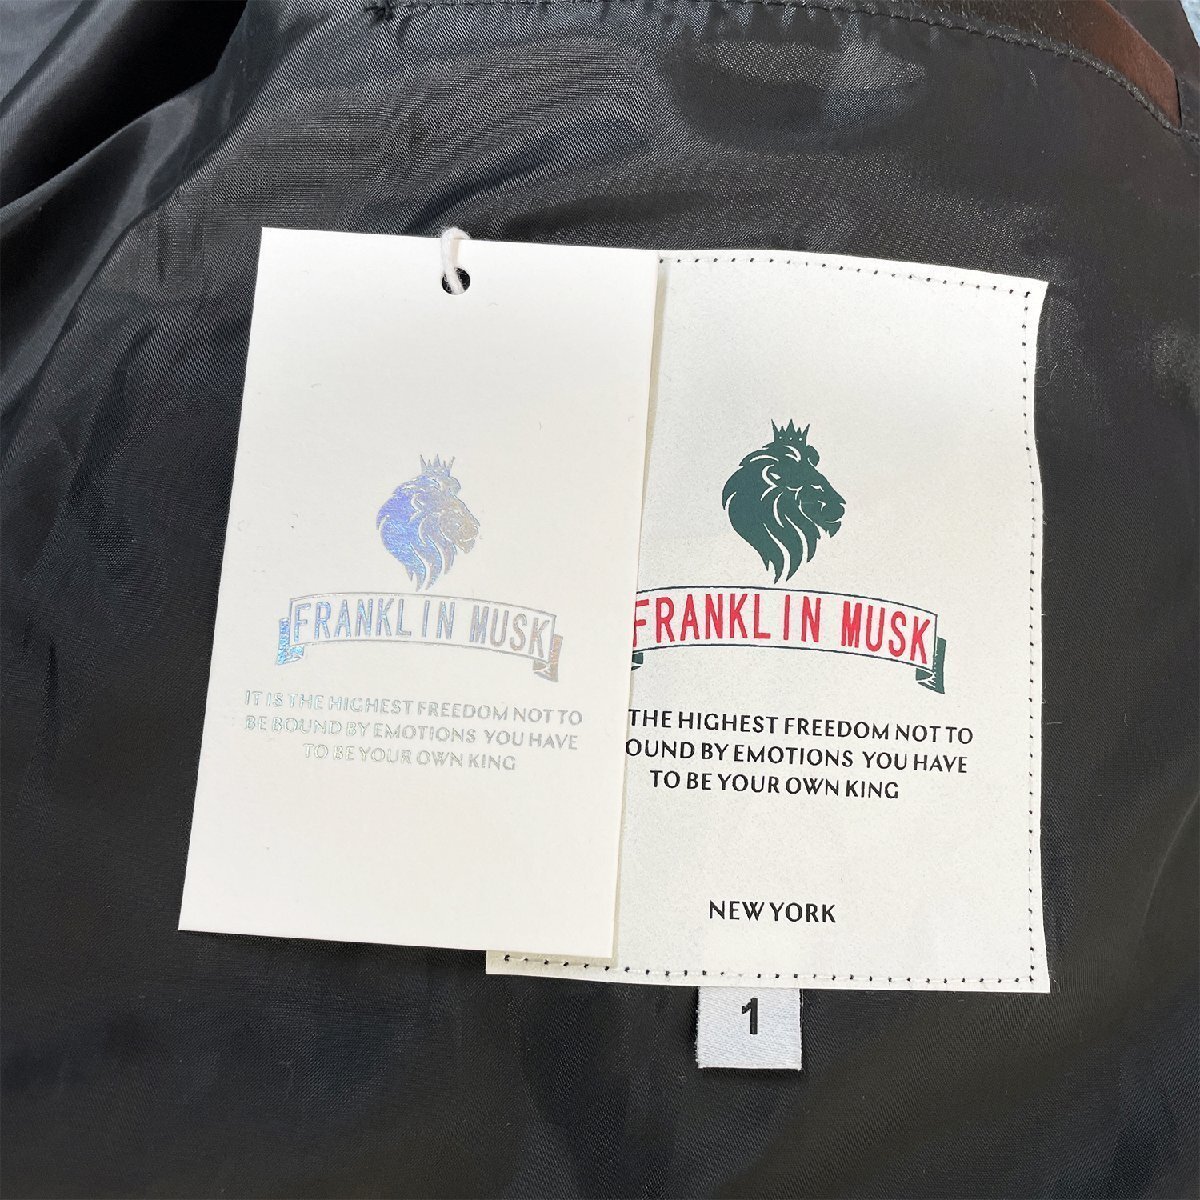 FRANKLIN MUSK
IT IS THE HIGHEST FREEDOM NOT TO
BE BOUND BY EMOTIONS YOU HAVE
TO BE YOUR OWN KING
FRANKLIN MUSK
THE HIGHEST FREEDOM NOT TO
OUND BY EMOTIONS YOU HAVE
TO BE YOUR OWN KING
NEW YORK
1